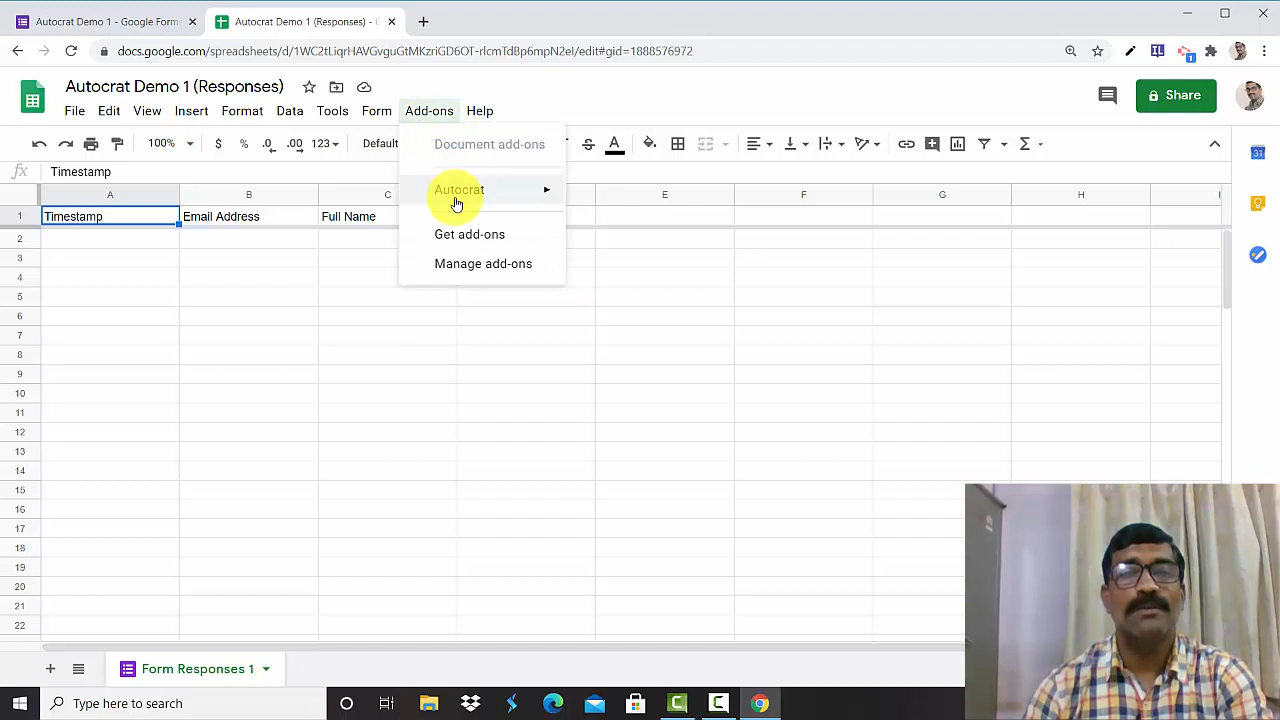 Autocrat Demo 1 - Google Form
Autocrat Demo 1 (Responses) - G
docs.google.com/spreadsheets/d/1WC2tLiqrHAVGvguGtMKzriGD6OT-rlcmTdBp6mpN2eI/edit#gid=1888576972
1
Autocrat Demo 1 (Responses)
Share
File Edit View Insert Format Data Tools Form Add-ons Help
100% $ % .0 .00 123 Default
Document add-ons
A
Σ
31
fx Timestamp
Autocrat
A B C E F G H I
1 Timestamp Email Address Full Name
2
Get add-ons
3
Manage add-ons
4
5
6
7
8
9
10
11
12
13
14
15
16
17
18
19
20
21
22
Form Responses 1
Type here to search